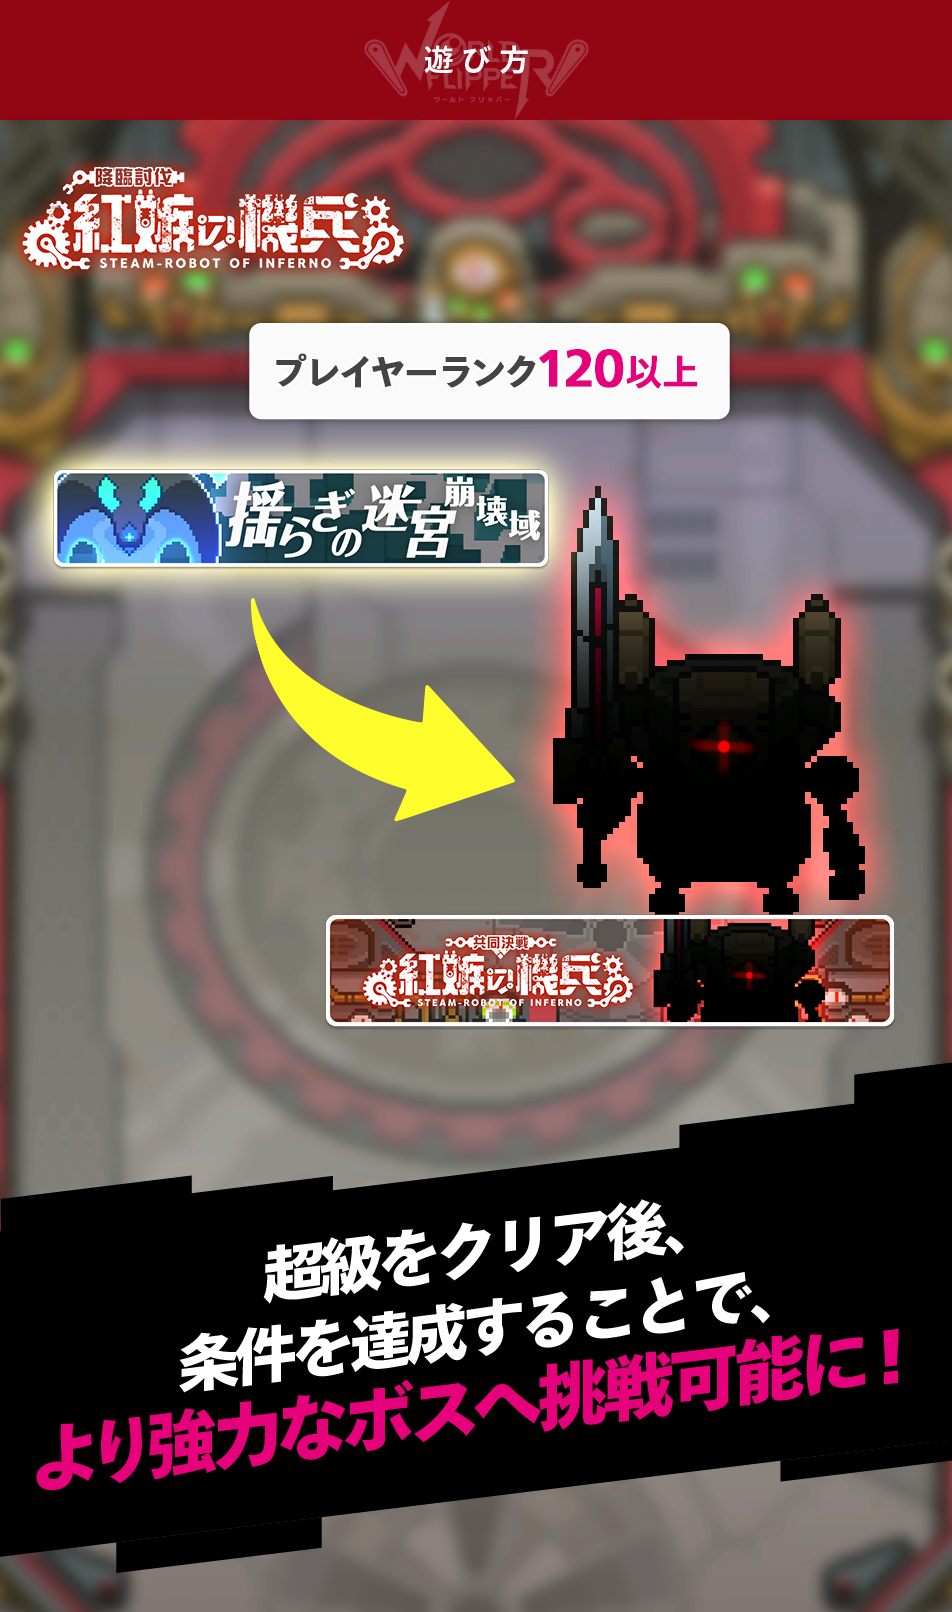 WORLD FLIPPER
ワールド フリッパー
遊び方
降臨討伐
紅蓮の機兵
STEAM-ROBOT OF INFERNO
プレイヤーランク120以上
揺らぎの迷宮 崩壊域
共同決戦
紅蓮の機兵
STEAM-ROBOT OF INFERNO
超級をクリア後、
条件を達成することで、
より強力なボスへ挑戦可能に！